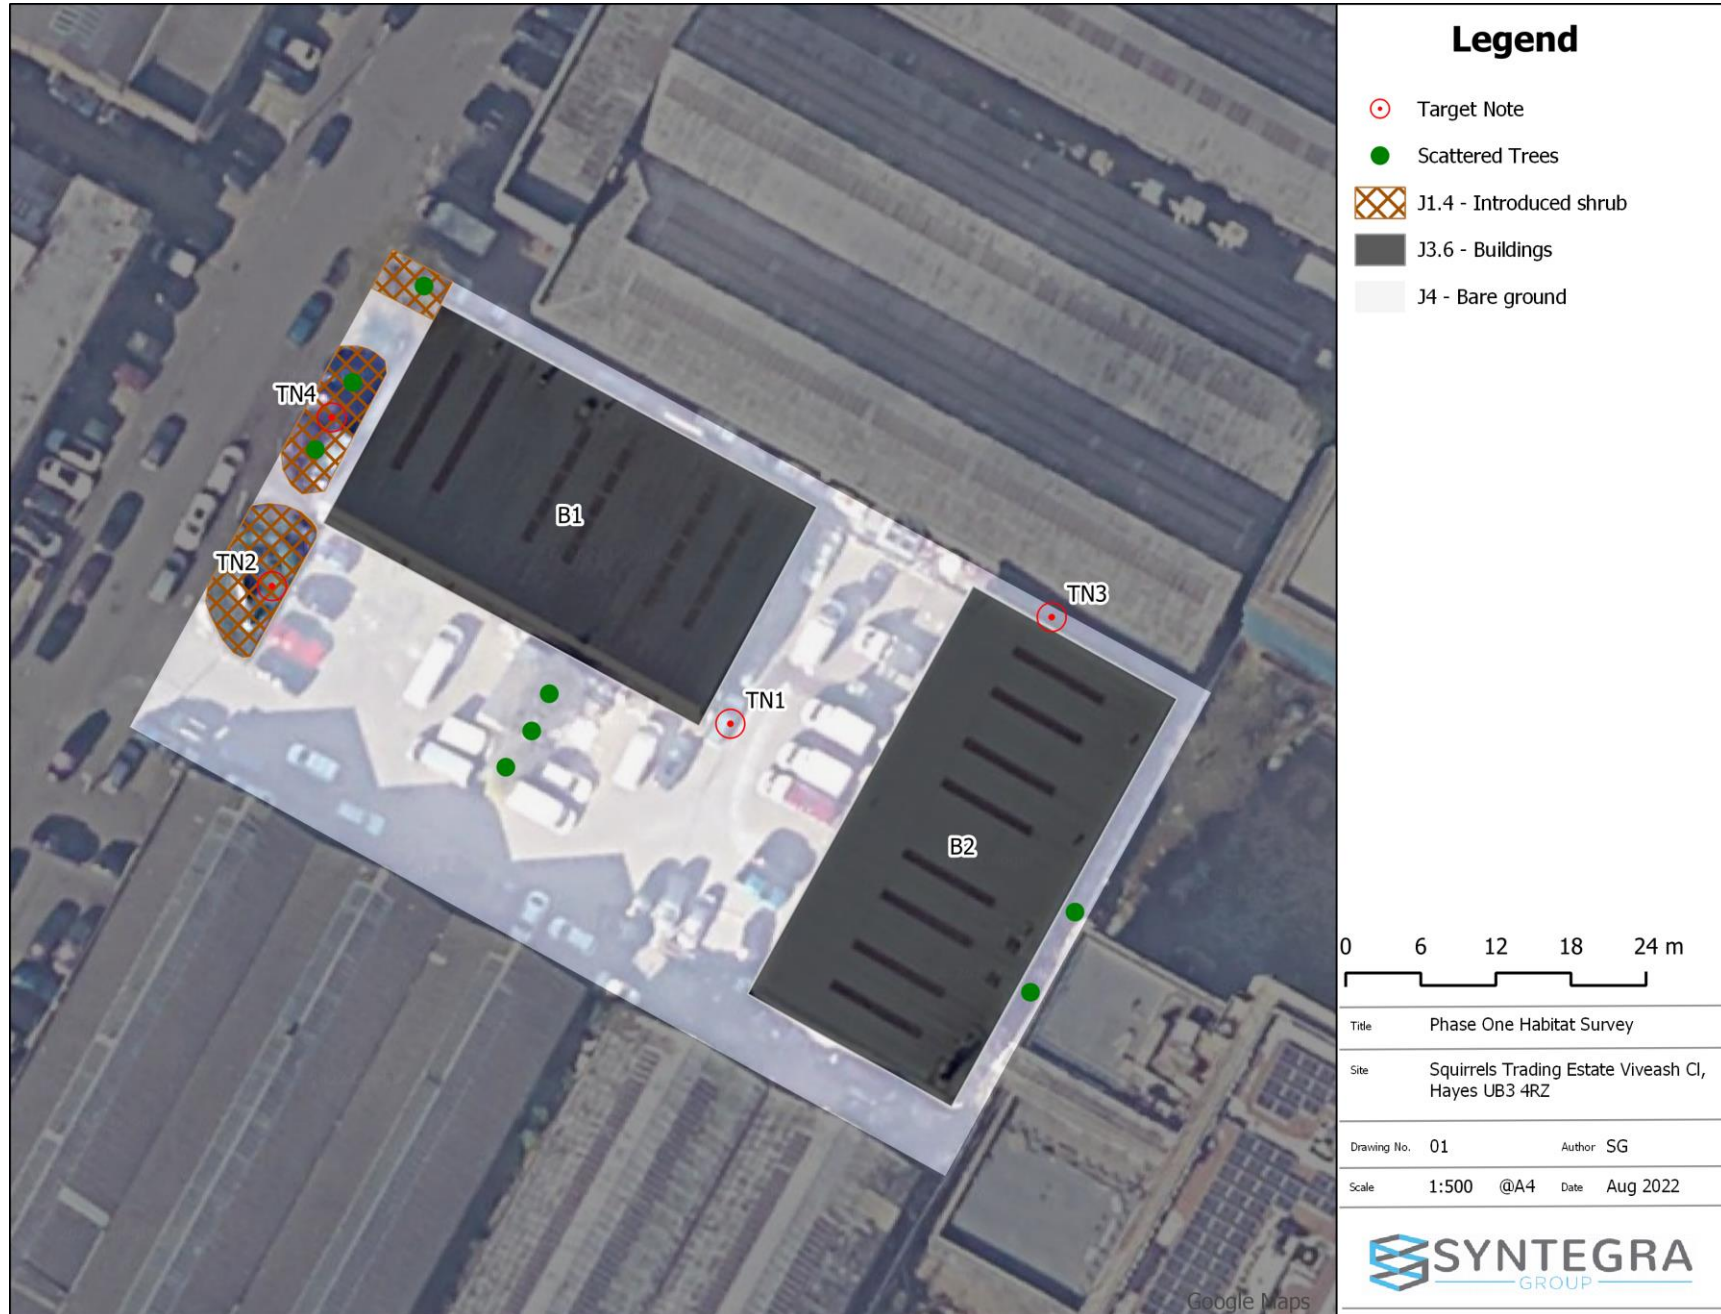 Legend
Target Note
Scattered Trees
J1.4 - Introduced shrub
J3.6 - Buildings
J4 - Bare ground
TN4
TN2
B1
TN1
TN3
B2
0 6 12 18 24 m
Title Phase One Habitat Survey
Site Squirrels Trading Estate Viveash Cl,
Hayes UB3 4RZ
Drawing No. 01 Author SG
Scale 1:500 @A4 Date Aug 2022
SYNTEGRA
GROUP
Google Maps